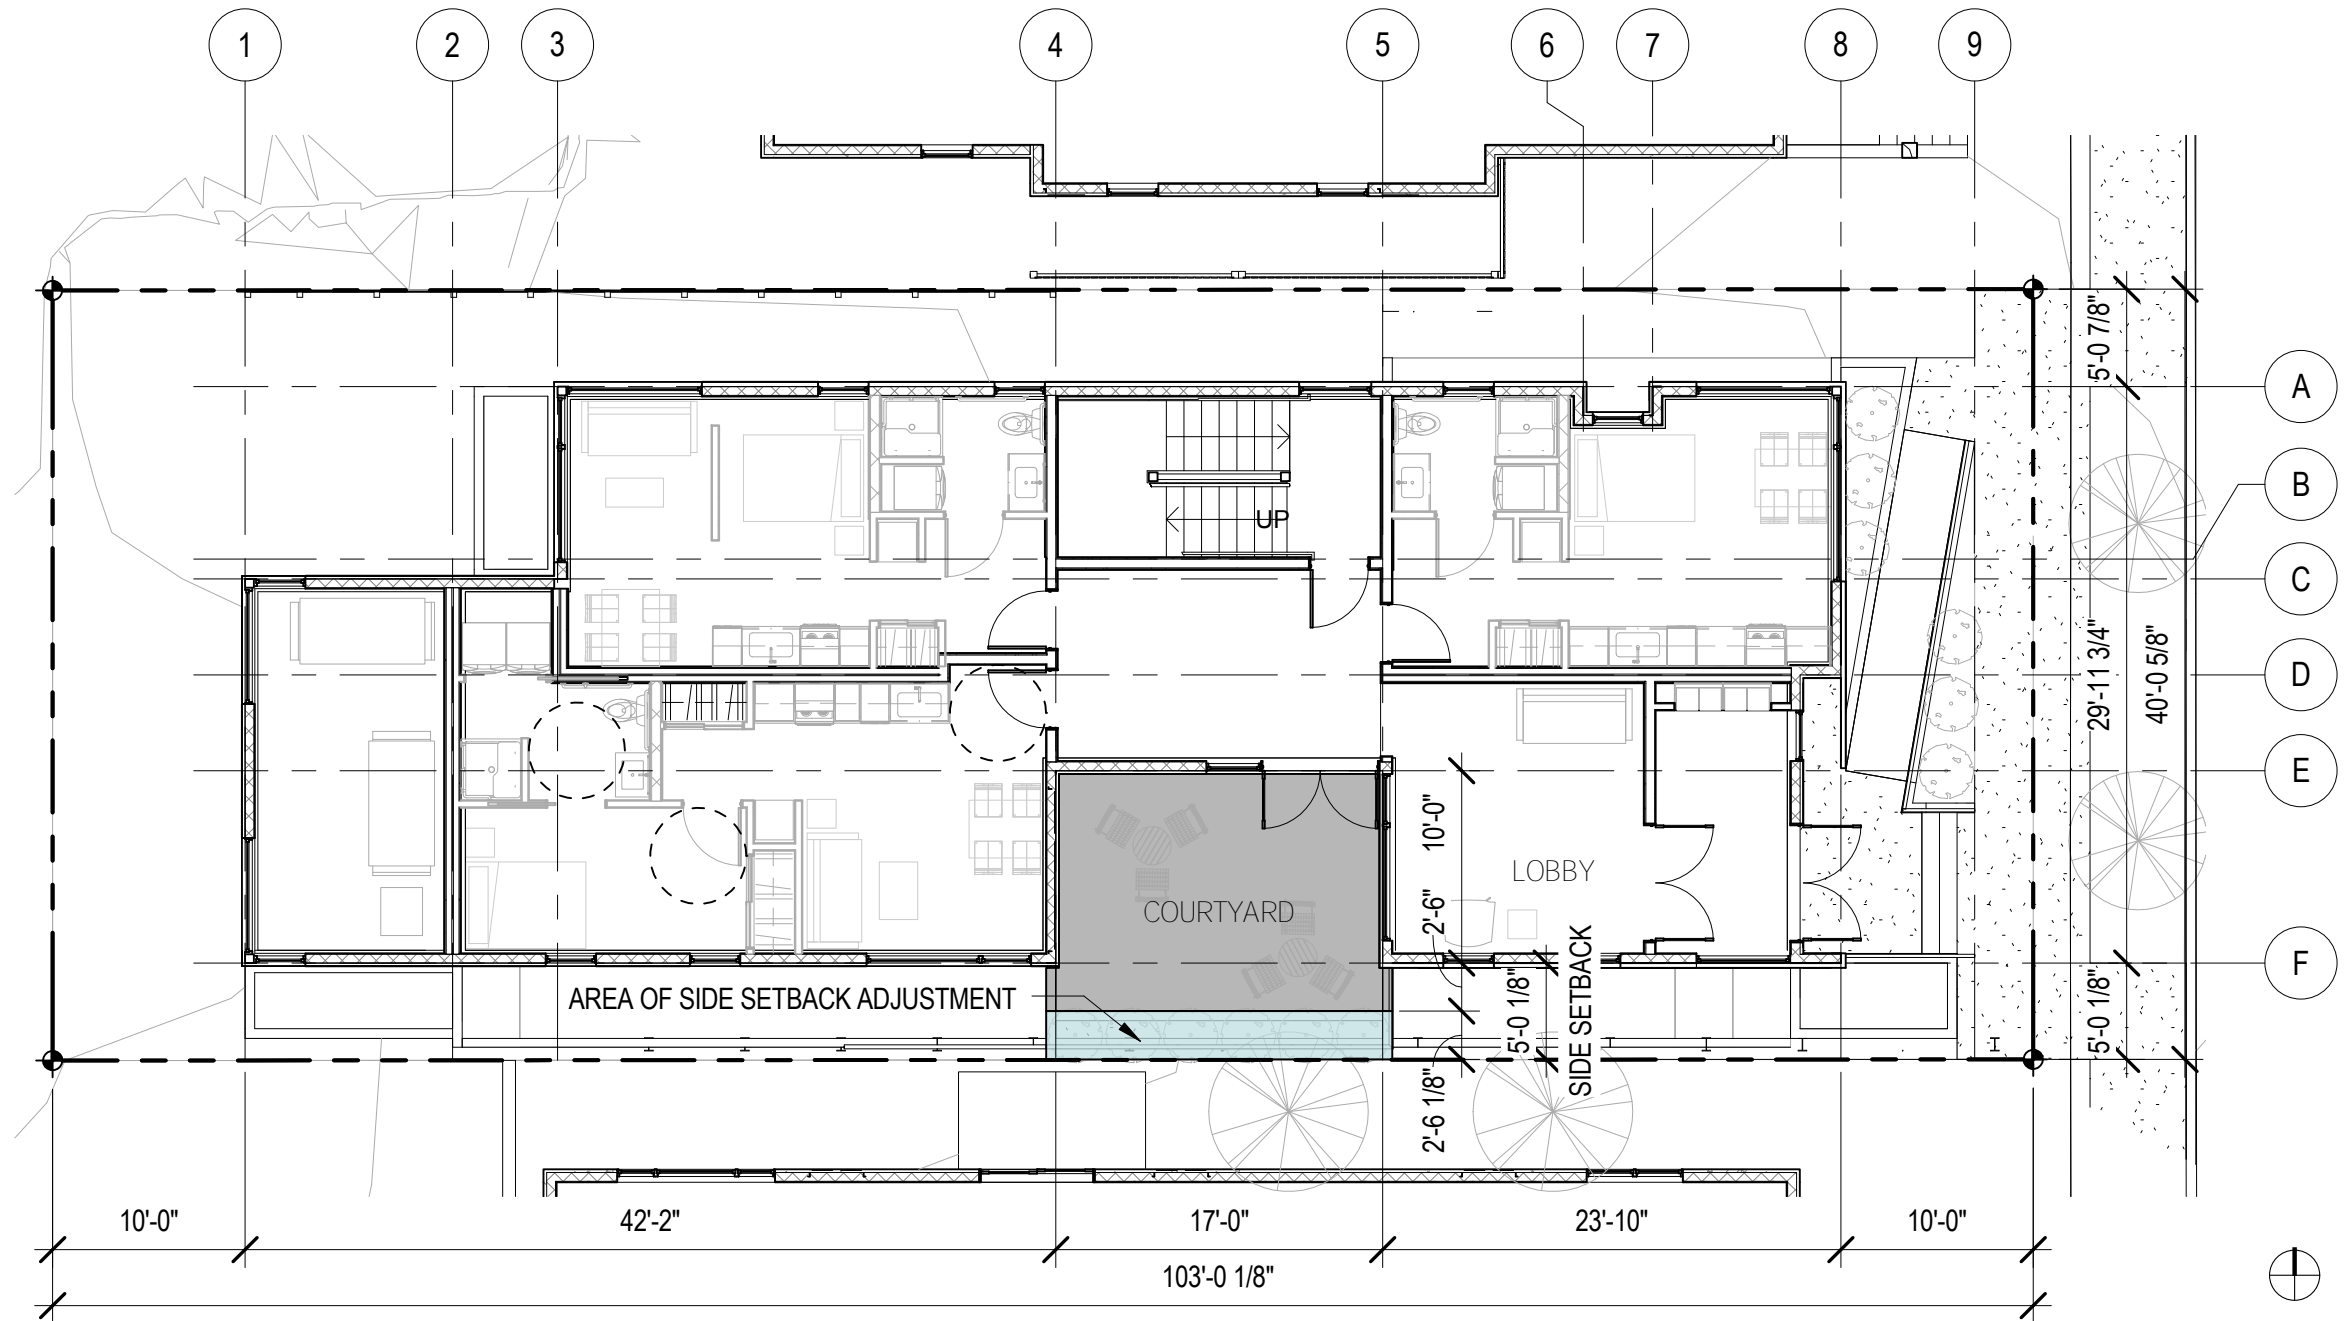 1 2 3 4 5 6 7 8 9
5'-0 7/8"
A
B
UP
C
29'-11 3/4"
40'-0 5/8"
D
E
10'-0"
LOBBY
2'-6"
COURTYARD
F
AREA OF SIDE SETBACK ADJUSTMENT
5'-0 1/8"
SIDE SETBACK
5'-0 1/8"
2'-6 1/8"
10'-0" 42'-2" 17'-0" 23'-10" 10'-0"
103'-0 1/8"